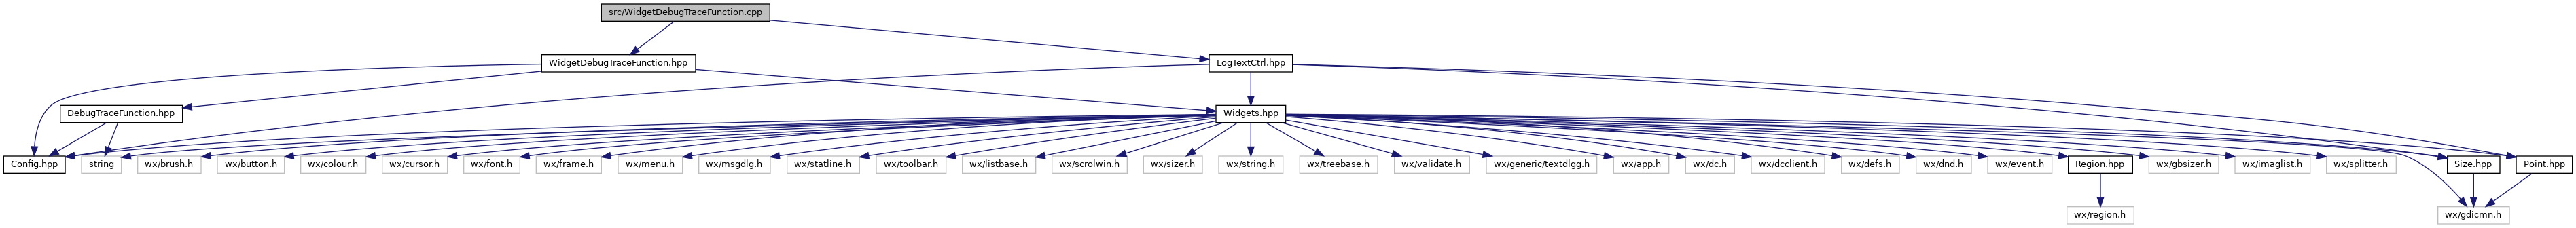 src/WidgetDebugTraceFunction.cpp
WidgetDebugTraceFunction.hpp
LogTextCtrl.hpp
DebugTraceFunction.hpp
Widgets.hpp
Config.hpp
string
wx/brush.h
wx/button.h
wx/colour.h
wx/cursor.h
wx/font.h
wx/frame.h
wx/menu.h
wx/msgdlg.h
wx/statline.h
wx/toolbar.h
wx/listbase.h
wx/scrolwin.h
wx/sizer.h
wx/string.h
wx/treebase.h
wx/validate.h
wx/generic/textdlgg.h
wx/app.h
wx/dc.h
wx/dcclient.h
wx/defs.h
wx/dnd.h
wx/event.h
Region.hpp
wx/gbsizer.h
wx/imaglist.h
wx/splitter.h
Size.hpp
Point.hpp
wx/region.h
wx/gdicmn.h